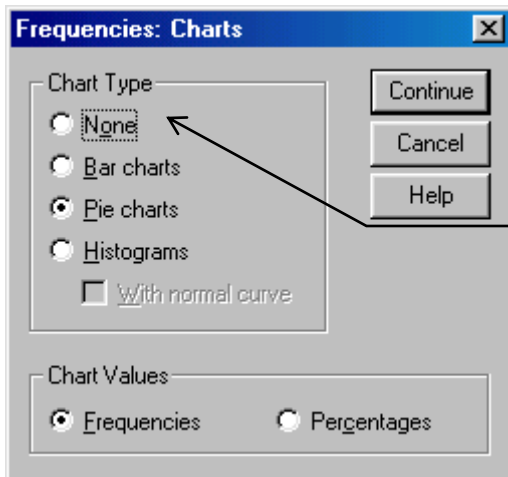 Frequencies: Charts
Chart Type
None
Bar charts
Pie charts
Histograms
With normal curve
Continue
Cancel
Help
Chart Values
Frequencies
Percentages